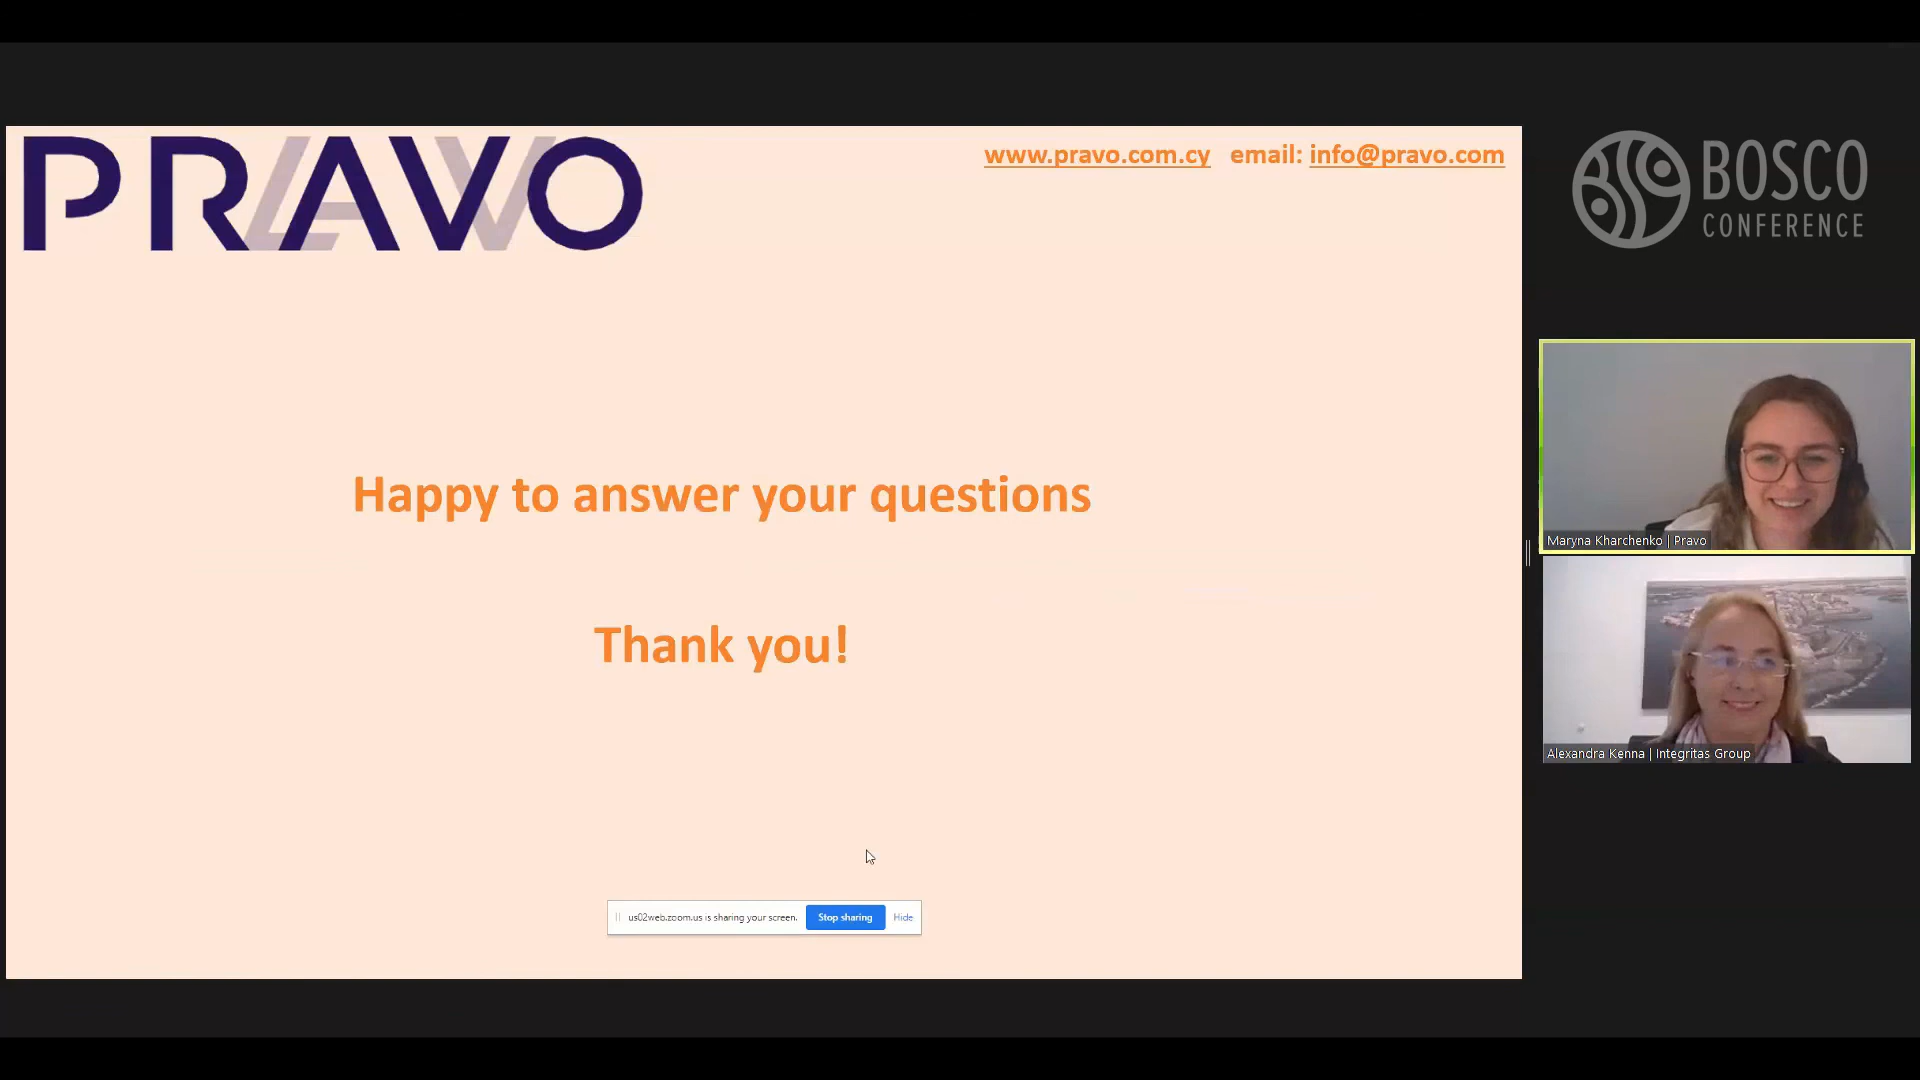 PRAVO
LAW
www.pravo.com.cy email: info@pravo.com
BOSCO
CONFERENCE
Happy to answer your questions
Thank you!
Maryna Kharchenko | Pravo
Alexandra Kenna | Integritas Group
us02web.zoom.us is sharing your screen. Stop sharing Hide